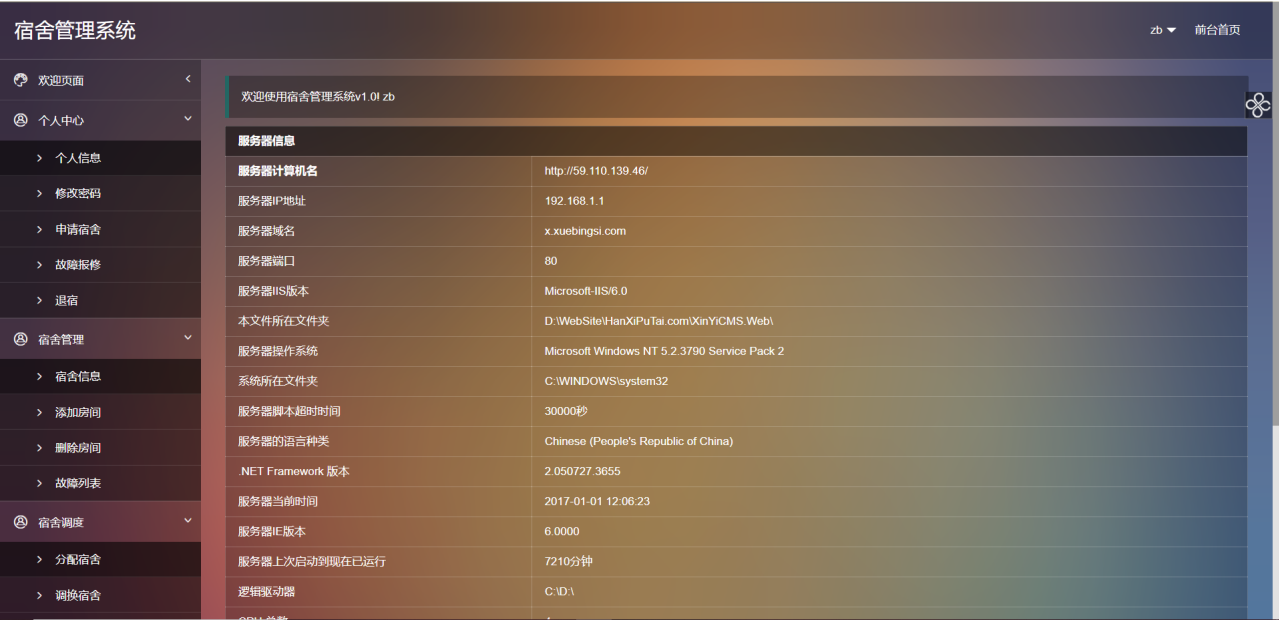 宿舍管理系统
zb
前台首页
欢迎页面
个人中心
个人信息
修改密码
申请宿舍
故障报修
退宿
宿舍管理
宿舍信息
添加房间
删除房间
故障列表
宿舍调度
分配宿舍
调换宿舍
欢迎使用宿舍管理系统v1.0! zb
服务器信息
服务器计算机名 http://59.110.139.46/
服务器IP地址 192.168.1.1
服务器域名 x.xuebingsi.com
服务器端口 80
服务器IIS版本 Microsoft-IIS/6.0
本文件所在文件夹 D:\WebSite\HanXiPuTai.com\XinYiCMS.Web\
服务器操作系统 Microsoft Windows NT 5.2.3790 Service Pack 2
系统所在文件夹 C:\WINDOWS\system32
服务器脚本超时时间 30000秒
服务器的语言种类 Chinese (People's Republic of China)
.NET Framework 版本 2.050727.3655
服务器当前时间 2017-01-01 12:06:23
服务器IE版本 6.0000
服务器上次启动到现在已运行 7210分钟
逻辑驱动器 C:\D:\